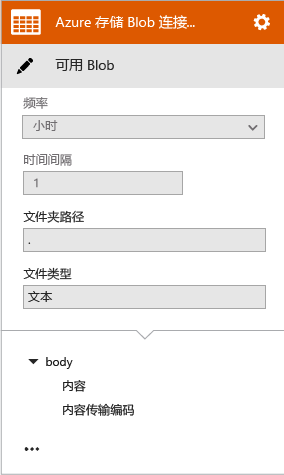 Azure 存储 Blob 连接...
可用 Blob
频率
小时
时间间隔
1
文件夹路径
.
文件类型
文本
body
内容
内容传输编码
...